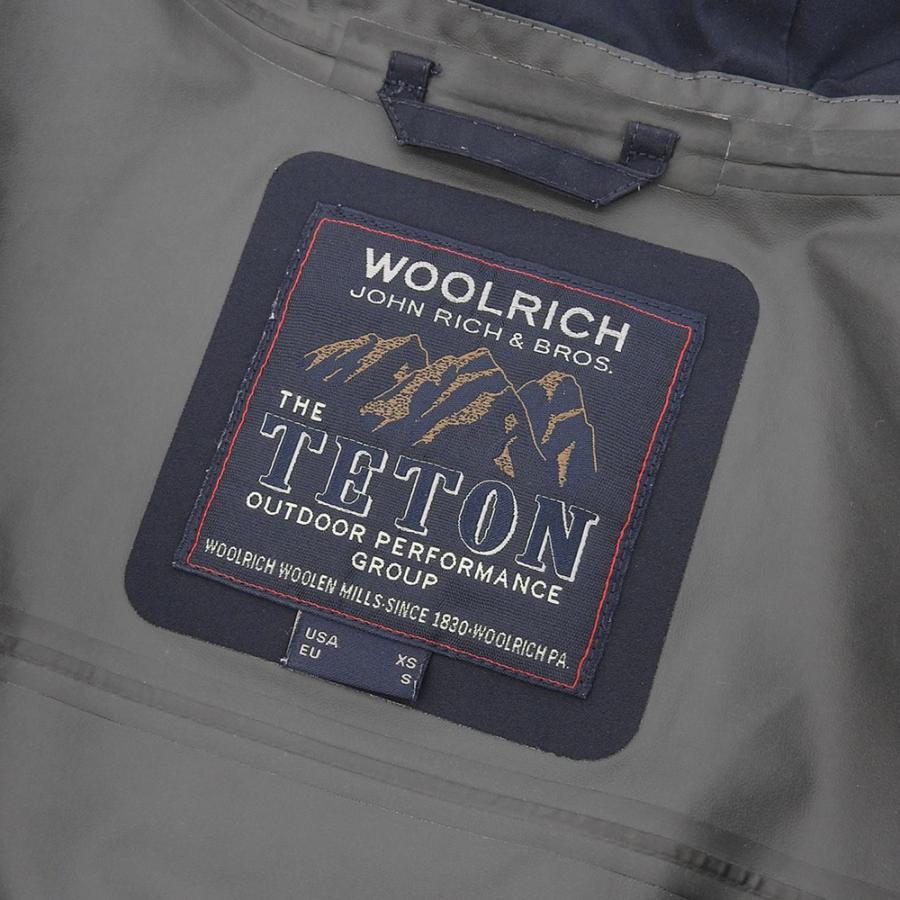 WOOLRICH
JOHN RICH & BROS.
THE
TETON
OUTDOOR PERFORMANCE
GROUP
WOOLRICH WOOLEN MILLS·SINCE 1830·WOOLRICH PA.
USA XS
EU S